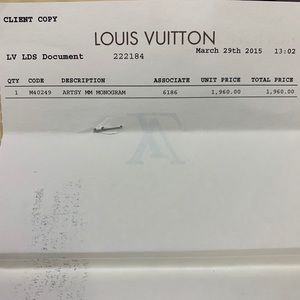 CLIENT COPY
LOUIS VUITTON
LV LDS Document 222184 March 29th 2015 13:02
QTY CODE DESCRIPTION ASSOCIATE UNIT PRICE TOTAL PRICE
1 M40249 ARTSY MM MONOGRAM 6186 1,960.00 1,960.00